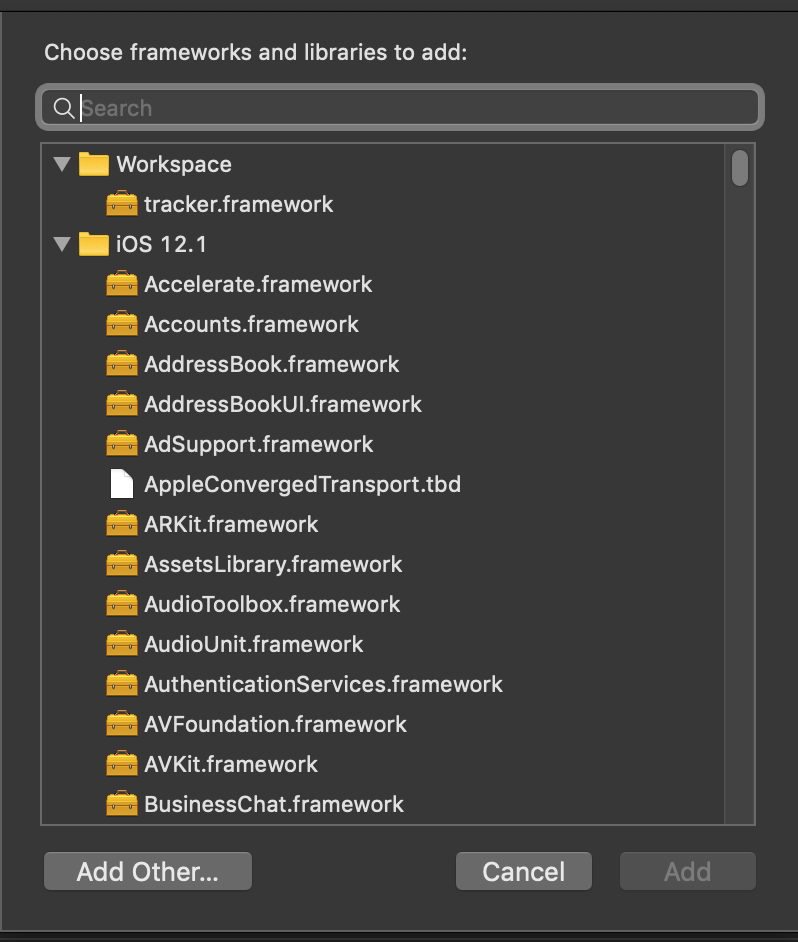 Choose frameworks and libraries to add:
Search
Workspace
tracker.framework
iOS 12.1
Accelerate.framework
Accounts.framework
AddressBook.framework
AddressBookUI.framework
AdSupport.framework
AppleConvergedTransport.tbd
ARKit.framework
AssetsLibrary.framework
AudioToolbox.framework
AudioUnit.framework
AuthenticationServices.framework
AVFoundation.framework
AVKit.framework
BusinessChat.framework
Add Other... Cancel Add